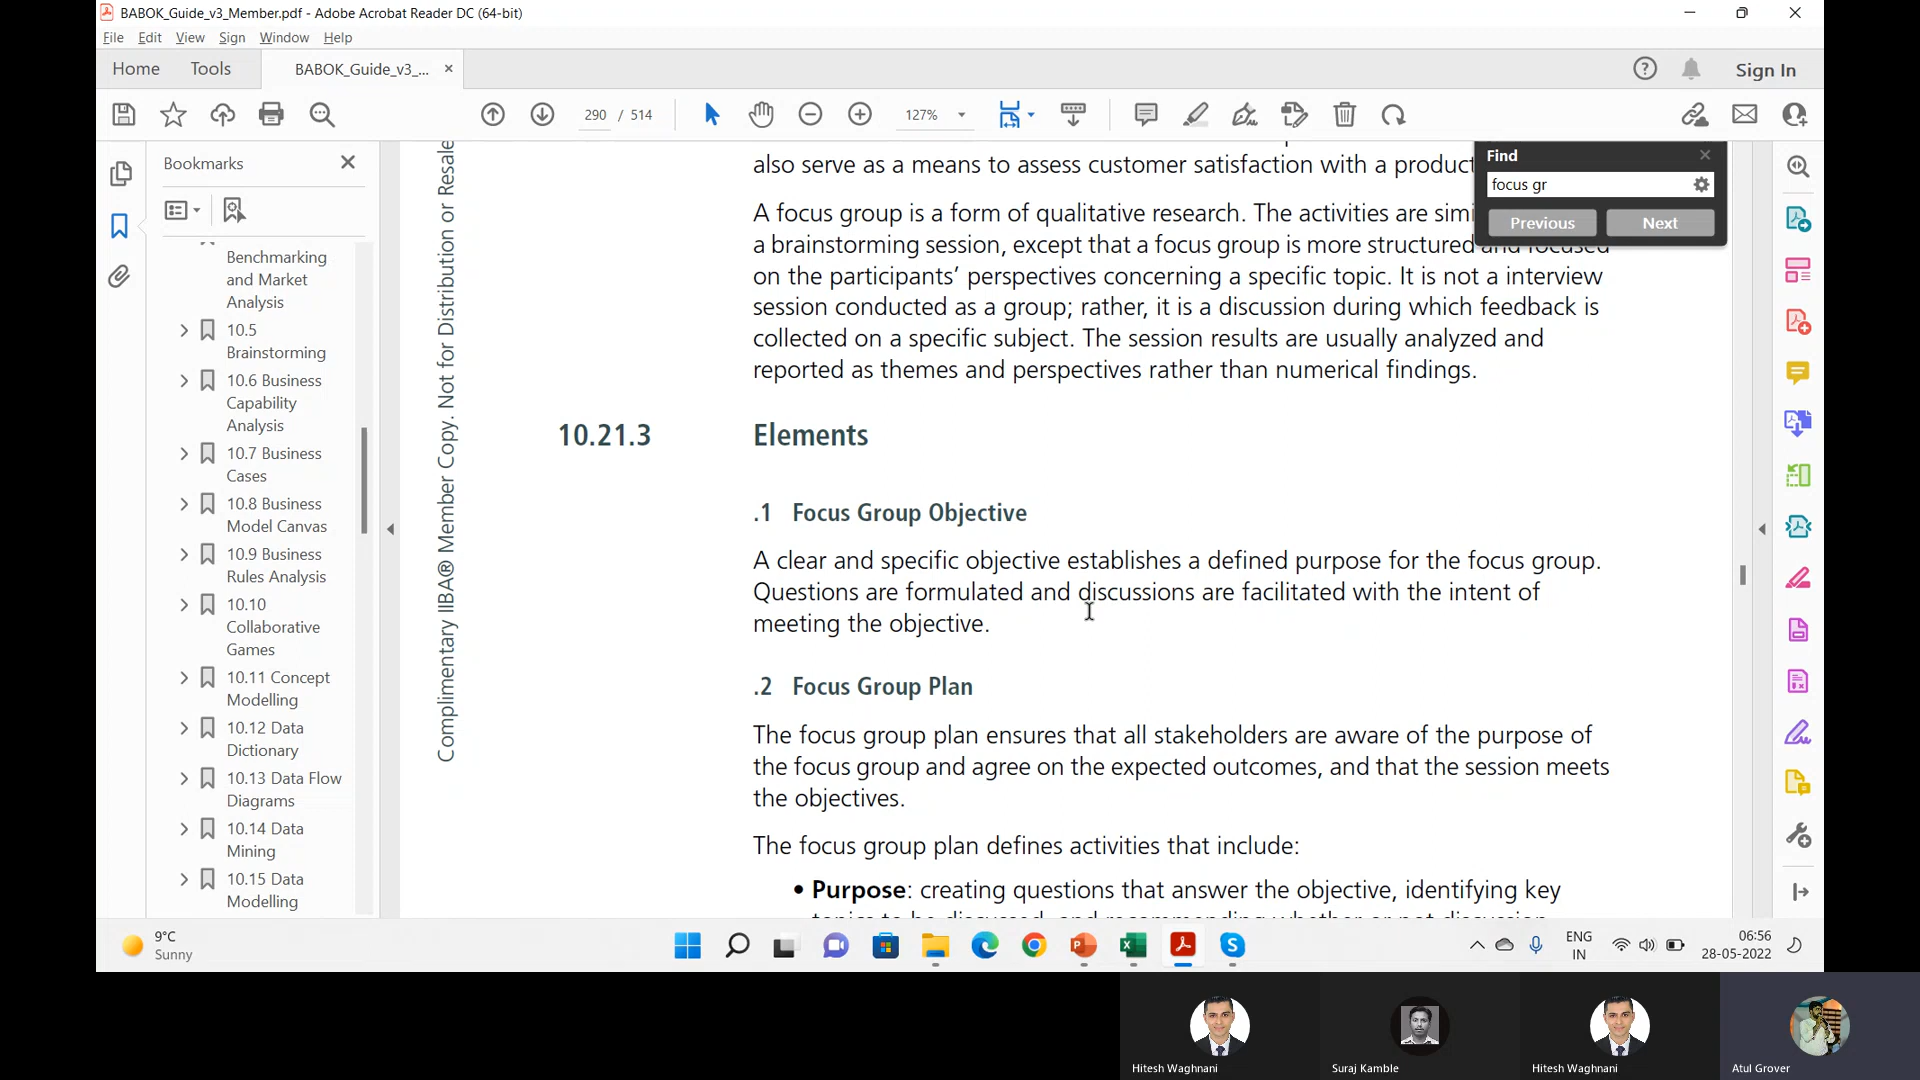 BABOK_Guide_v3_Member.pdf - Adobe Acrobat Reader DC (64-bit)
File Edit View Sign Window Help
Home Tools BABOK_Guide_v3_... × Sign In
290 / 514 127%
Bookmarks
Benchmarking
and Market
Analysis
10.5
Brainstorming
10.6 Business
Capability
Analysis
10.7 Business
Cases
10.8 Business
Model Canvas
10.9 Business
Rules Analysis
10.10
Collaborative
Games
10.11 Concept
Modelling
10.12 Data
Dictionary
10.13 Data Flow
Diagrams
10.14 Data
Mining
10.15 Data
Modelling
Complimentary IIBA® Member Copy. Not for Distribution or Resale
also serve as a means to assess customer satisfaction with a product
A focus group is a form of qualitative research. The activities are simi
a brainstorming session, except that a focus group is more structured and focused
on the participants’ perspectives concerning a specific topic. It is not a interview
session conducted as a group; rather, it is a discussion during which feedback is
collected on a specific subject. The session results are usually analyzed and
reported as themes and perspectives rather than numerical findings.
10.21.3 Elements
.1 Focus Group Objective
A clear and specific objective establishes a defined purpose for the focus group.
Questions are formulated and discussions are facilitated with the intent of
meeting the objective.
.2 Focus Group Plan
The focus group plan ensures that all stakeholders are aware of the purpose of
the focus group and agree on the expected outcomes, and that the session meets
the objectives.
The focus group plan defines activities that include:
• Purpose: creating questions that answer the objective, identifying key
topics to be discussed, and recommending whether or not discussion
Find
focus gr
Previous Next
9°C
Sunny
ENG
IN
06:56
28-05-2022
Hitesh Waghnani
Suraj Kamble
Hitesh Waghnani
Atul Grover